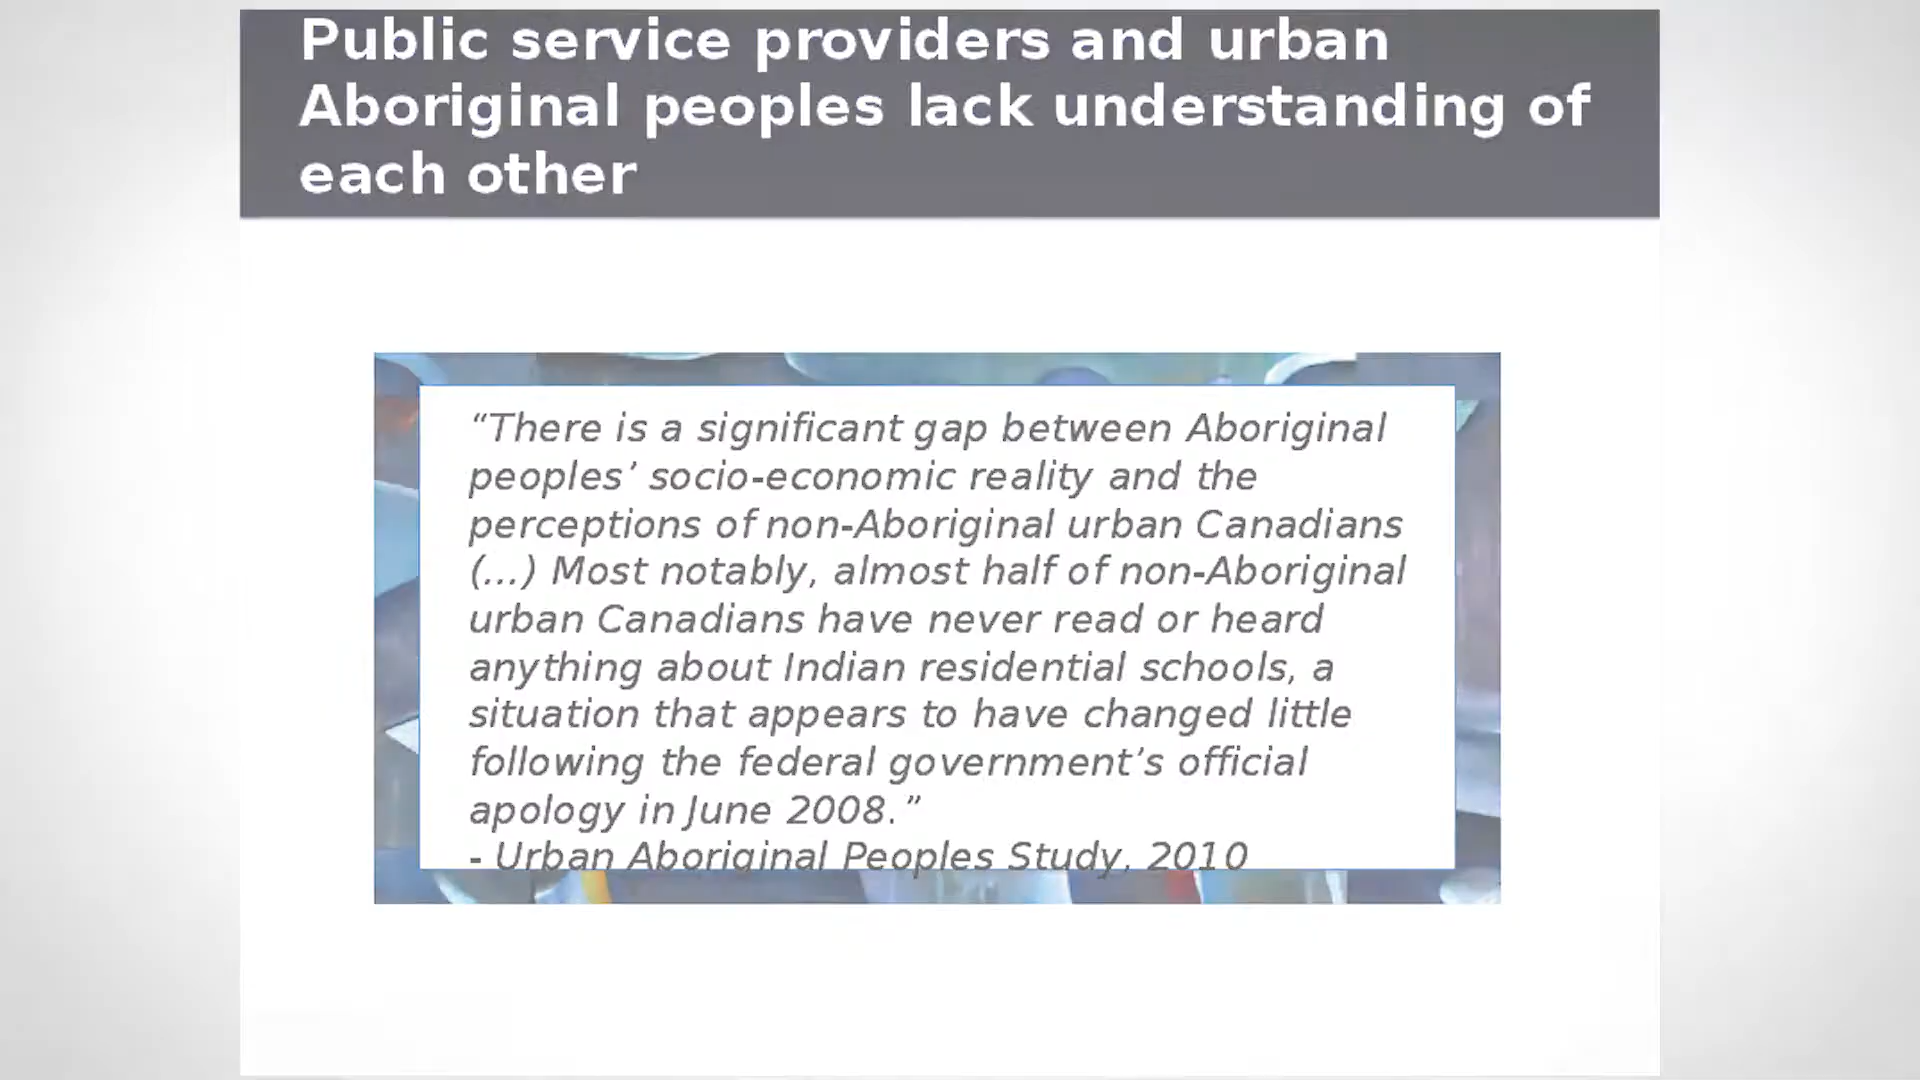 Public service providers and urban
Aboriginal peoples lack understanding of
each other
“There is a significant gap between Aboriginal
peoples’ socio-economic reality and the
perceptions of non-Aboriginal urban Canadians
(...) Most notably, almost half of non-Aboriginal
urban Canadians have never read or heard
anything about Indian residential schools, a
situation that appears to have changed little
following the federal government’s official
apology in June 2008.”
- Urban Aboriginal Peoples Study, 2010